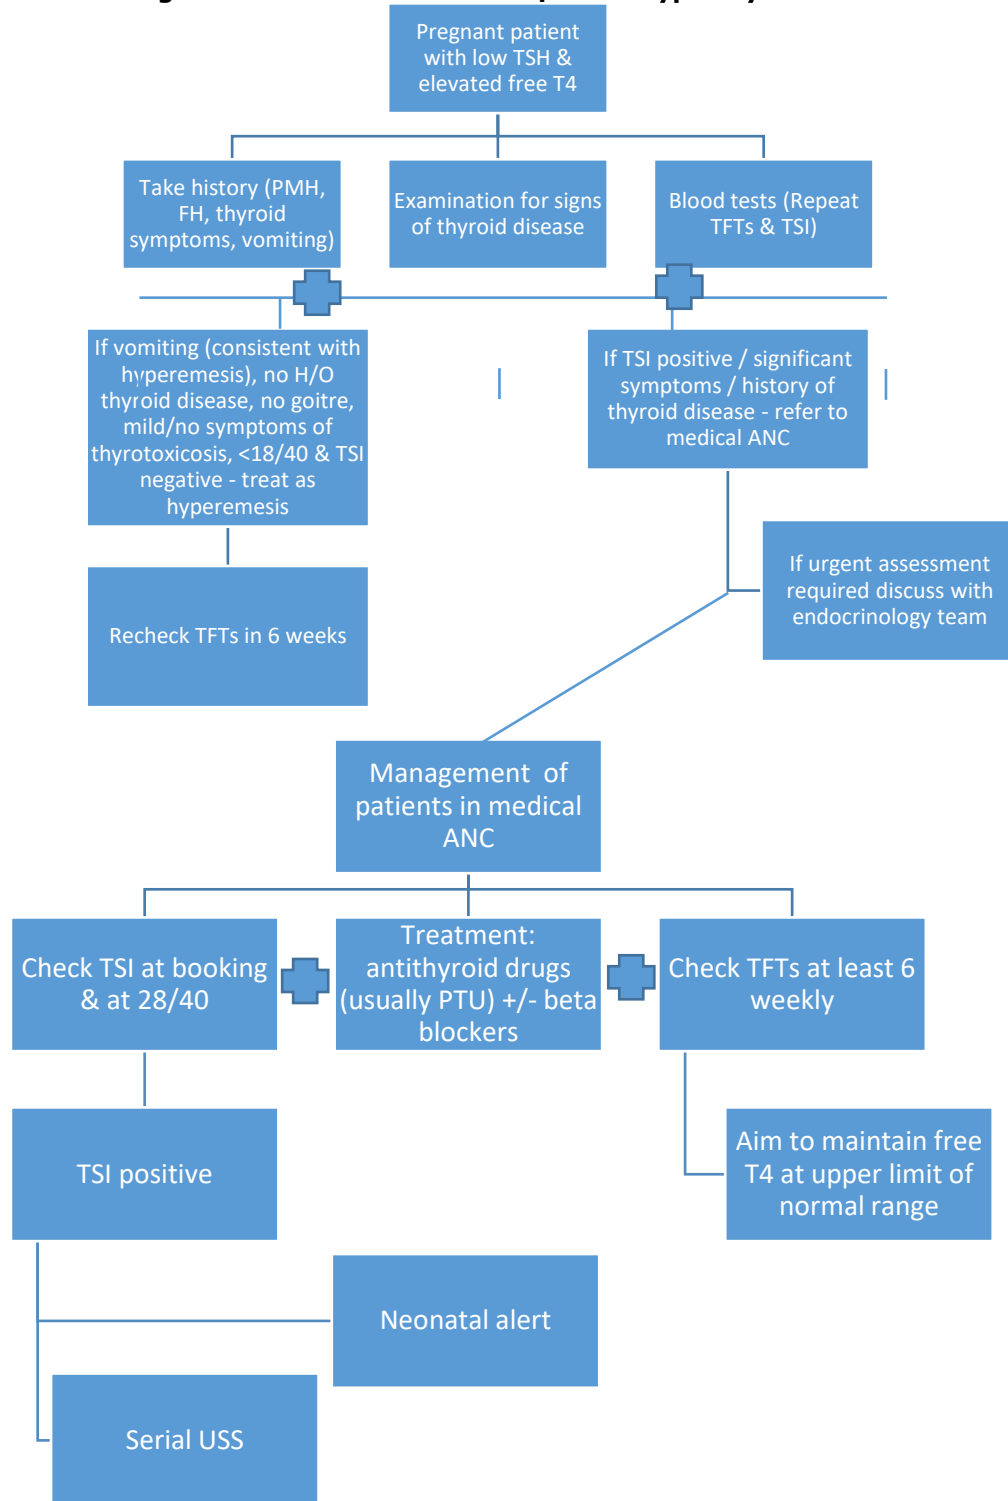 Pregnant patient
with low TSH &
elevated free T4
Take history (PMH,
FH, thyroid
symptoms, vomiting)
Examination for signs
of thyroid disease
Blood tests (Repeat
TFTs & TSI)
If vomiting (consistent with
hyperemesis), no H/O
thyroid disease, no goitre,
mild/no symptoms of
thyrotoxicosis, <18/40 & TSI
negative - treat as
hyperemesis
If TSI positive / significant
symptoms / history of
thyroid disease - refer to
medical ANC
If urgent assessment
required discuss with
endocrinology team
Recheck TFTs in 6 weeks
Management of
patients in medical
ANC
Check TSI at booking
& at 28/40
Treatment:
antithyroid drugs
(usually PTU) +/- beta
blockers
Check TFTs at least 6
weekly
TSI positive
Aim to maintain free
T4 at upper limit of
normal range
Neonatal alert
Serial USS